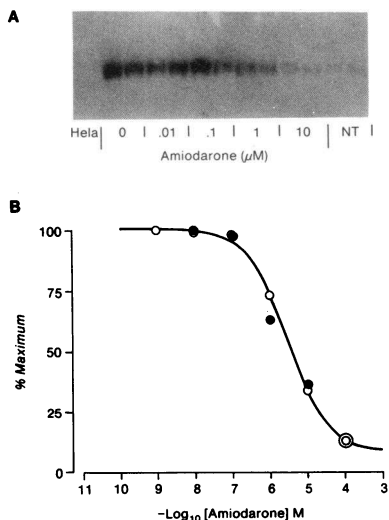 A
Hela | 0 | .01 | .1 | 1 | 10 | NT |
Amiodarone (μM)
B
% Maximum
100
75
50
25
0
11 10 9 8 7 6 5 4 3
−Log10 [Amiodarone] M